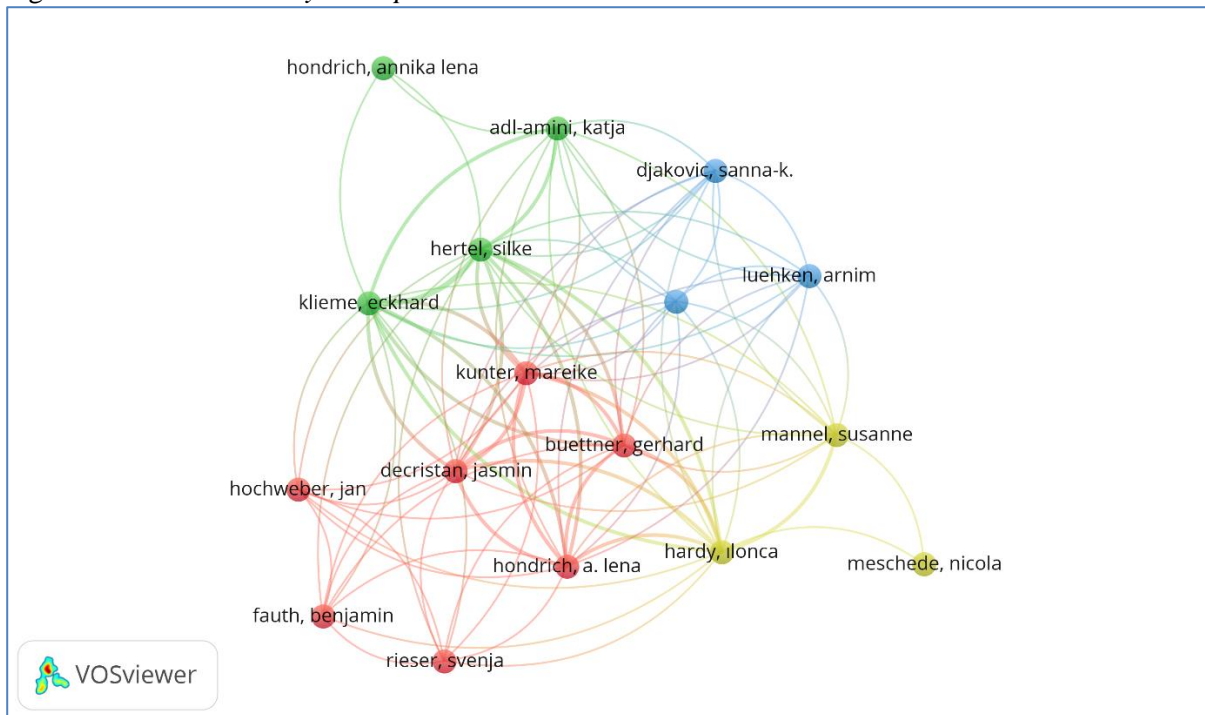 hondrich, annika lena
adl-amini, katja
djakovic, sanna-k.
hertel, silke
luehken, arnim
klieme, eckhard
kunter, mareike
mannel, susanne
buettner, gerhard
decristan, jasmin
hochweber, jan
hardy, ılonca
hondrich, a. lena
meschede, nicola
fauth, benjamin
rieser, svenja
VOSviewer